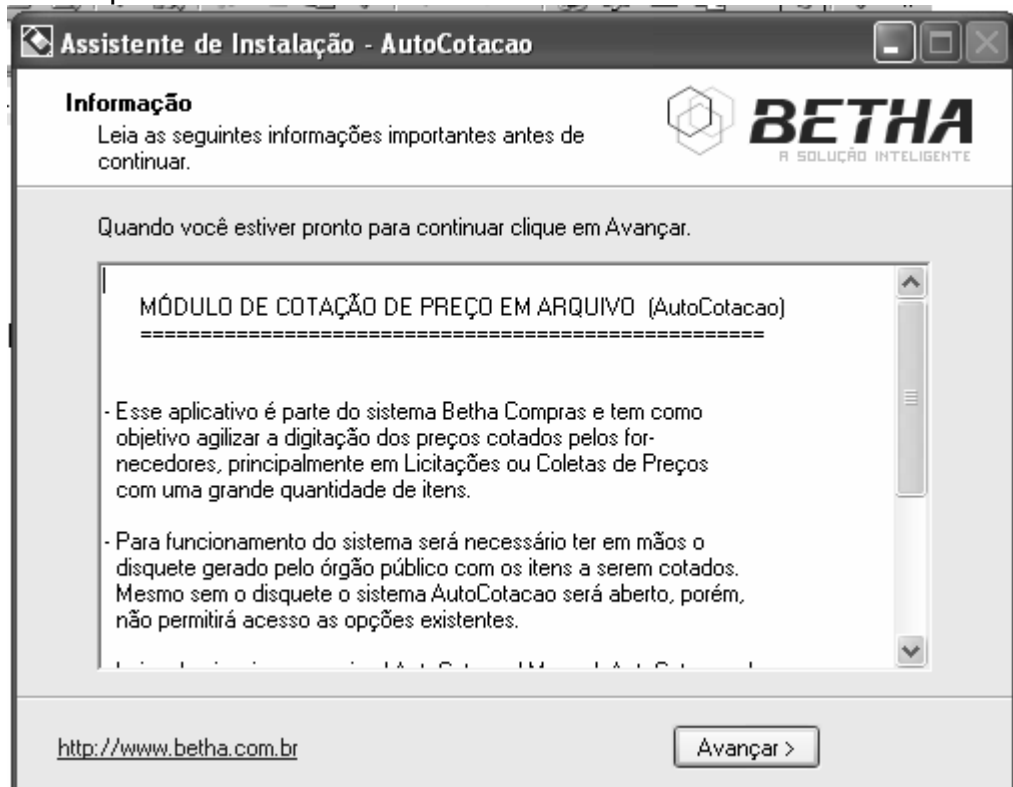 Assistente de Instalação - AutoCotacao
Informação
Leia as seguintes informações importantes antes de
continuar.
BETHA
A SOLUÇÃO INTELIGENTE
Quando você estiver pronto para continuar clique em Avançar.
MÓDULO DE COTAÇÃO DE PREÇO EM ARQUIVO (AutoCotacao)
====================================================
- Esse aplicativo é parte do sistema Betha Compras e tem como
objetivo agilizar a digitação dos preços cotados pelos for-
necedores, principalmente em Licitações ou Coletas de Preços
com uma grande quantidade de itens.
- Para funcionamento do sistema será necessário ter em mãos o
disquete gerado pelo órgão público com os itens a serem cotados.
Mesmo sem o disquete o sistema AutoCotacao será aberto, porém,
não permitirá acesso as opções existentes.
http://www.betha.com.br
Avançar >